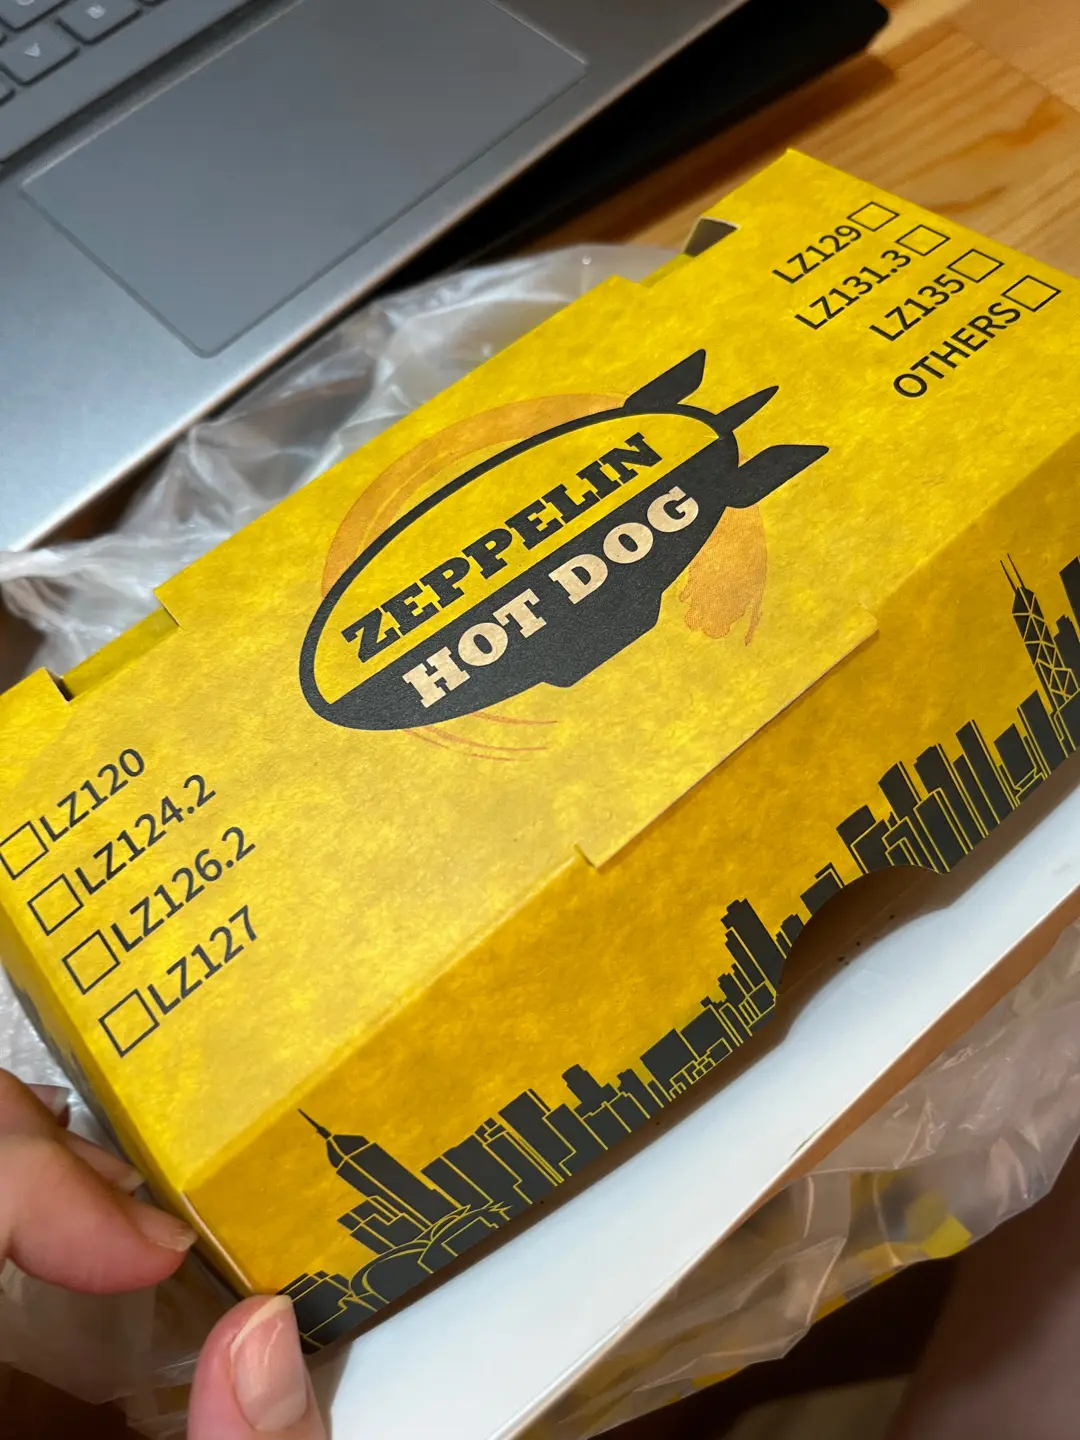 ZEPPELIN
HOT DOG
LZ120
LZ124.2
LZ126.2
LZ127
LZ129
LZ131.3
LZ135
OTHERS